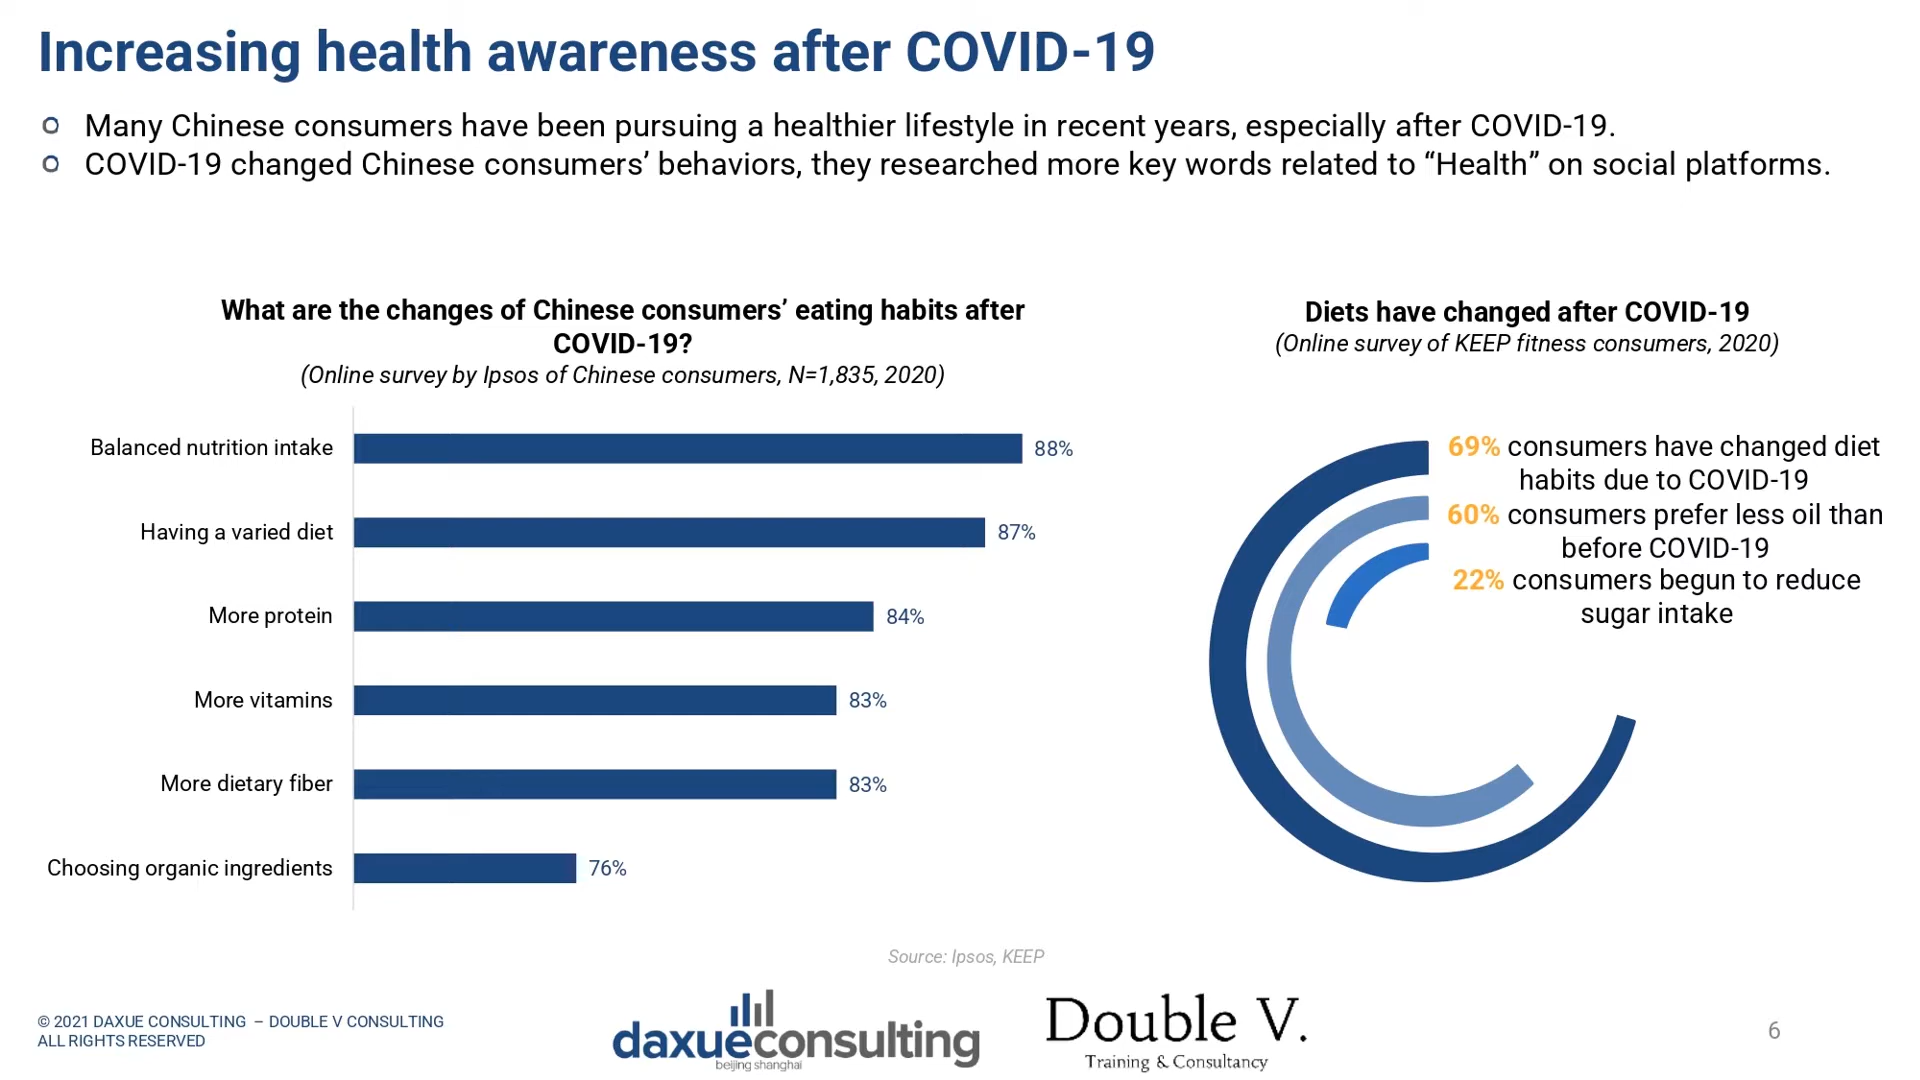 Increasing health awareness after COVID-19
Many Chinese consumers have been pursuing a healthier lifestyle in recent years, especially after COVID-19.
COVID-19 changed Chinese consumers’ behaviors, they researched more key words related to “Health” on social platforms.
What are the changes of Chinese consumers’ eating habits after
COVID-19?
(Online survey by Ipsos of Chinese consumers, N=1,835, 2020)
Balanced nutrition intake 88%
Having a varied diet 87%
More protein 84%
More vitamins 83%
More dietary fiber 83%
Choosing organic ingredients 76%
Diets have changed after COVID-19
(Online survey of KEEP fitness consumers, 2020)
69% consumers have changed diet
habits due to COVID-19
60% consumers prefer less oil than
before COVID-19
22% consumers begun to reduce
sugar intake
Source: Ipsos, KEEP
© 2021 DAXUE CONSULTING – DOUBLE V CONSULTING
ALL RIGHTS RESERVED
daxueconsulting
beijing shanghai
Double V.
Training & Consultancy
6